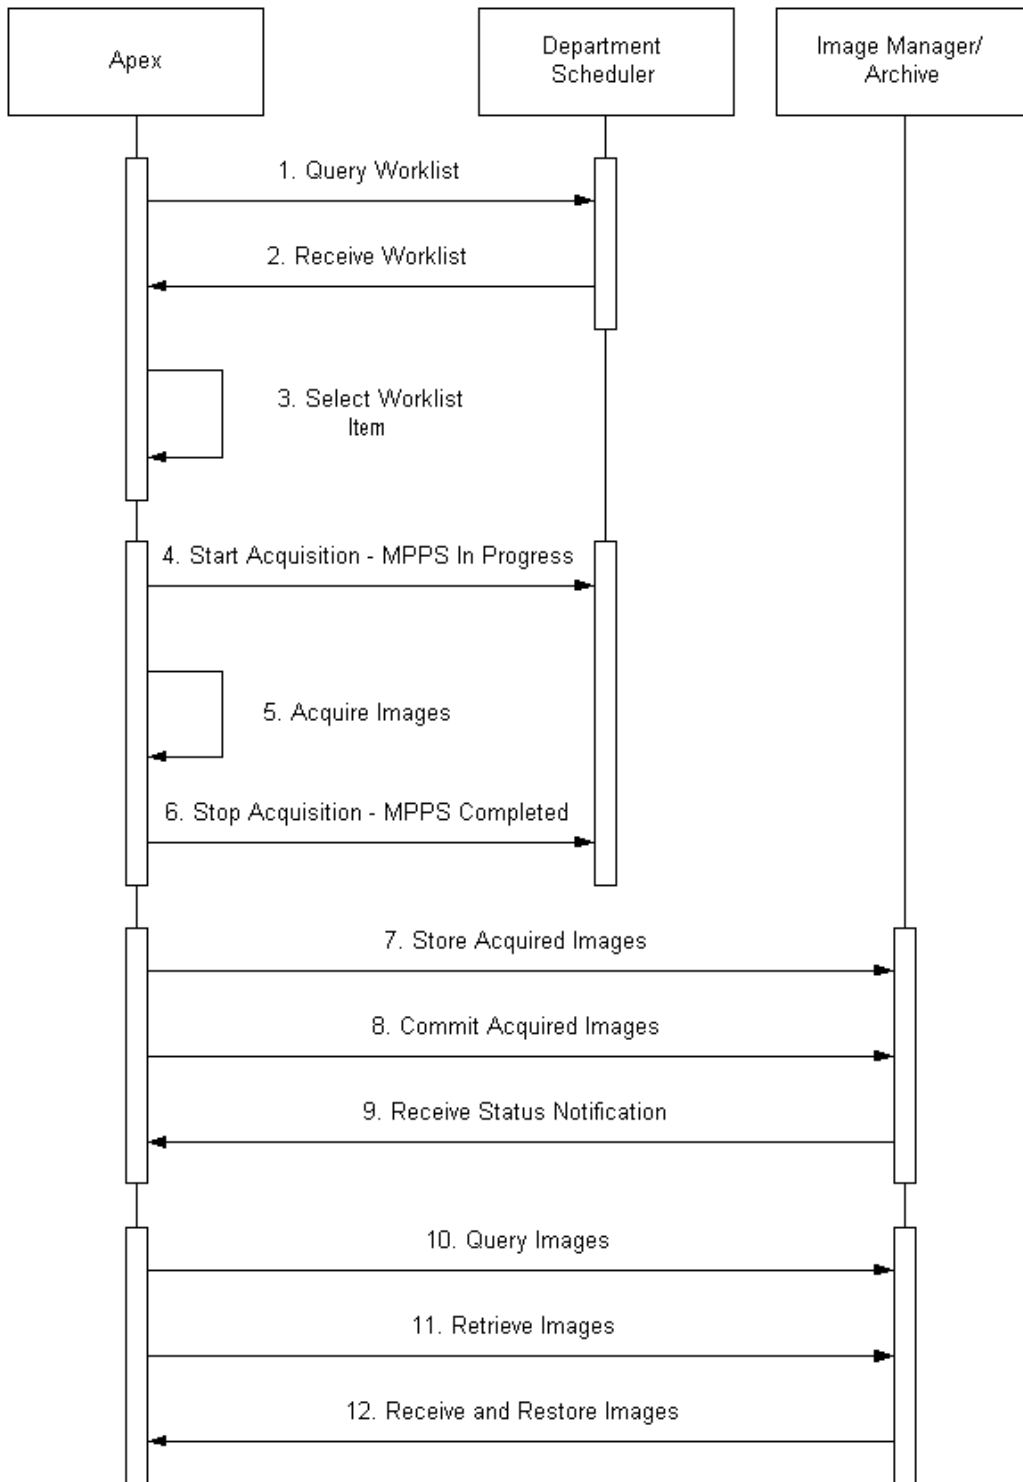 Apex
Department
Scheduler
Image Manager/
Archive
1. Query Worklist
2. Receive Worklist
3. Select Worklist
Item
4. Start Acquisition - MPPS In Progress
5. Acquire Images
6. Stop Acquisition - MPPS Completed
7. Store Acquired Images
8. Commit Acquired Images
9. Receive Status Notification
10. Query Images
11. Retrieve Images
12. Receive and Restore Images